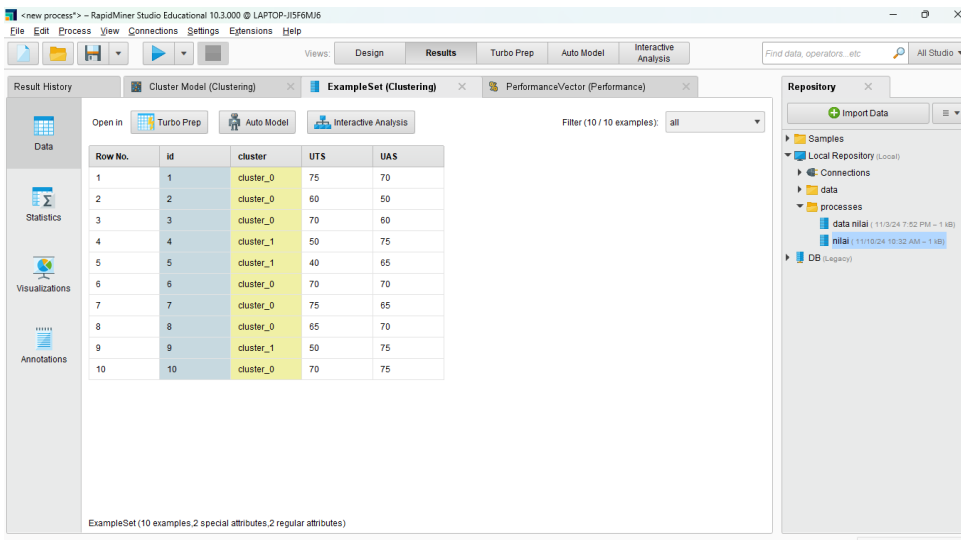 <new process*> – RapidMiner Studio Educational 10.3.000 @ LAPTOP-JI5F6MJ6
File Edit Process View Connections Settings Extensions Help
Views: Design Results Turbo Prep Auto Model Interactive Analysis Find data, operators...etc All Studio
Result History Cluster Model (Clustering) ExampleSet (Clustering) PerformanceVector (Performance) Repository
Data
Statistics
Visualizations
Annotations
Open in Turbo Prep Auto Model Interactive Analysis Filter (10 / 10 examples): all
Row No. id cluster UTS UAS
1 1 cluster_0 75 70
2 2 cluster_0 60 50
3 3 cluster_0 70 60
4 4 cluster_1 50 75
5 5 cluster_1 40 65
6 6 cluster_0 70 70
7 7 cluster_0 75 65
8 8 cluster_0 65 70
9 9 cluster_1 50 75
10 10 cluster_0 70 75
ExampleSet (10 examples,2 special attributes,2 regular attributes)
Import Data
Samples
Local Repository (Local)
Connections
data
processes
data nilai ( 11/3/24 7:52 PM – 1 kB)
nilai ( 11/10/24 10:32 AM – 1 kB)
DB (Legacy)